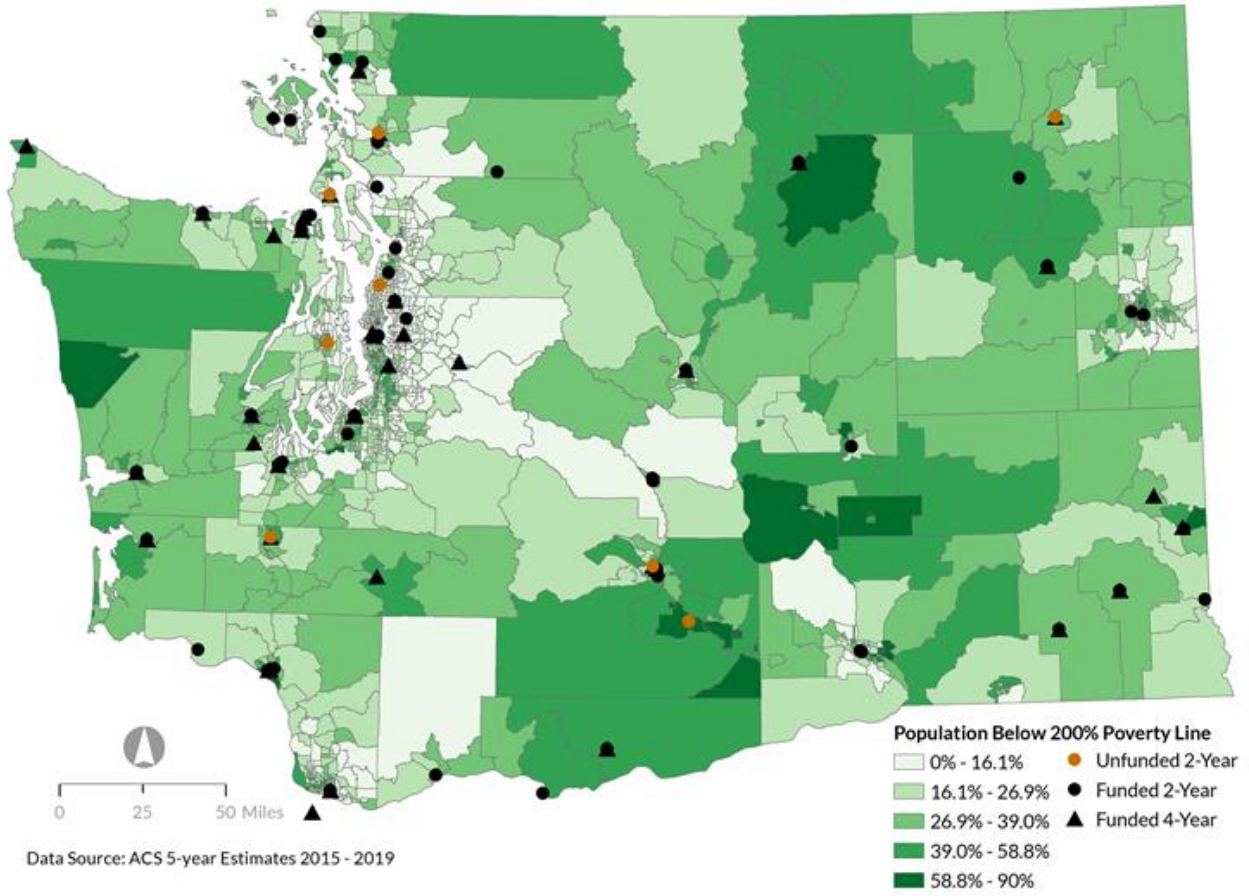 Population Below 200% Poverty Line
0% - 16.1%
Unfunded 2-Year
16.1% - 26.9%
Funded 2-Year
26.9% - 39.0%
Funded 4-Year
39.0% - 58.8%
58.8% - 90%
0 25 50 Miles
Data Source: ACS 5-year Estimates 2015 - 2019